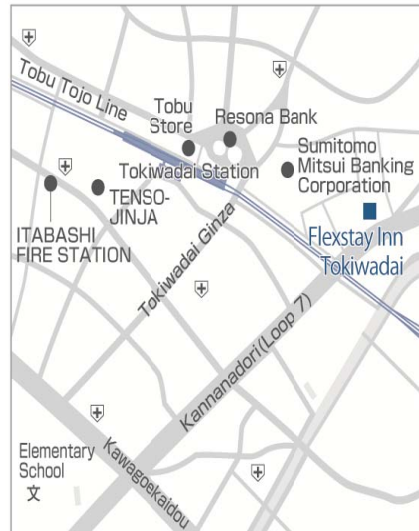 Tobu Tojo Line
Tobu
Store
Resona Bank
Sumitomo
Mitsui Banking
Corporation
Tokiwadai Station
TENSO-
JINJA
ITABASHI
FIRE STATION
Flexstay Inn
Tokiwadai
Tokiwadai Ginza
Kannanadori(Loop 7)
Kawagoekaidou
Elementary
School
文